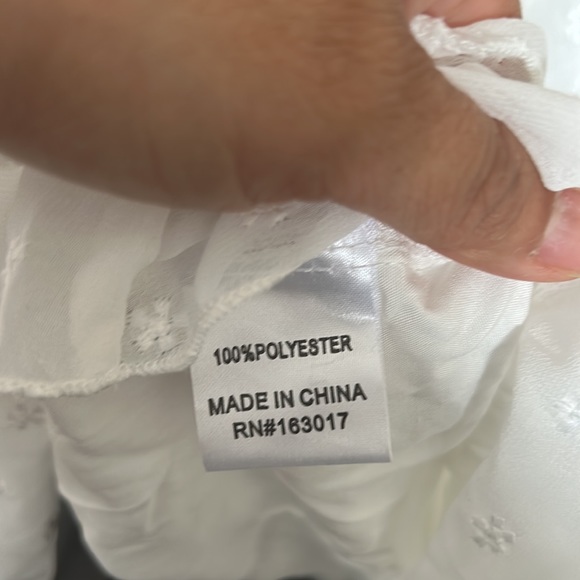 100%POLYESTER
MADE IN CHINA
RN#163017